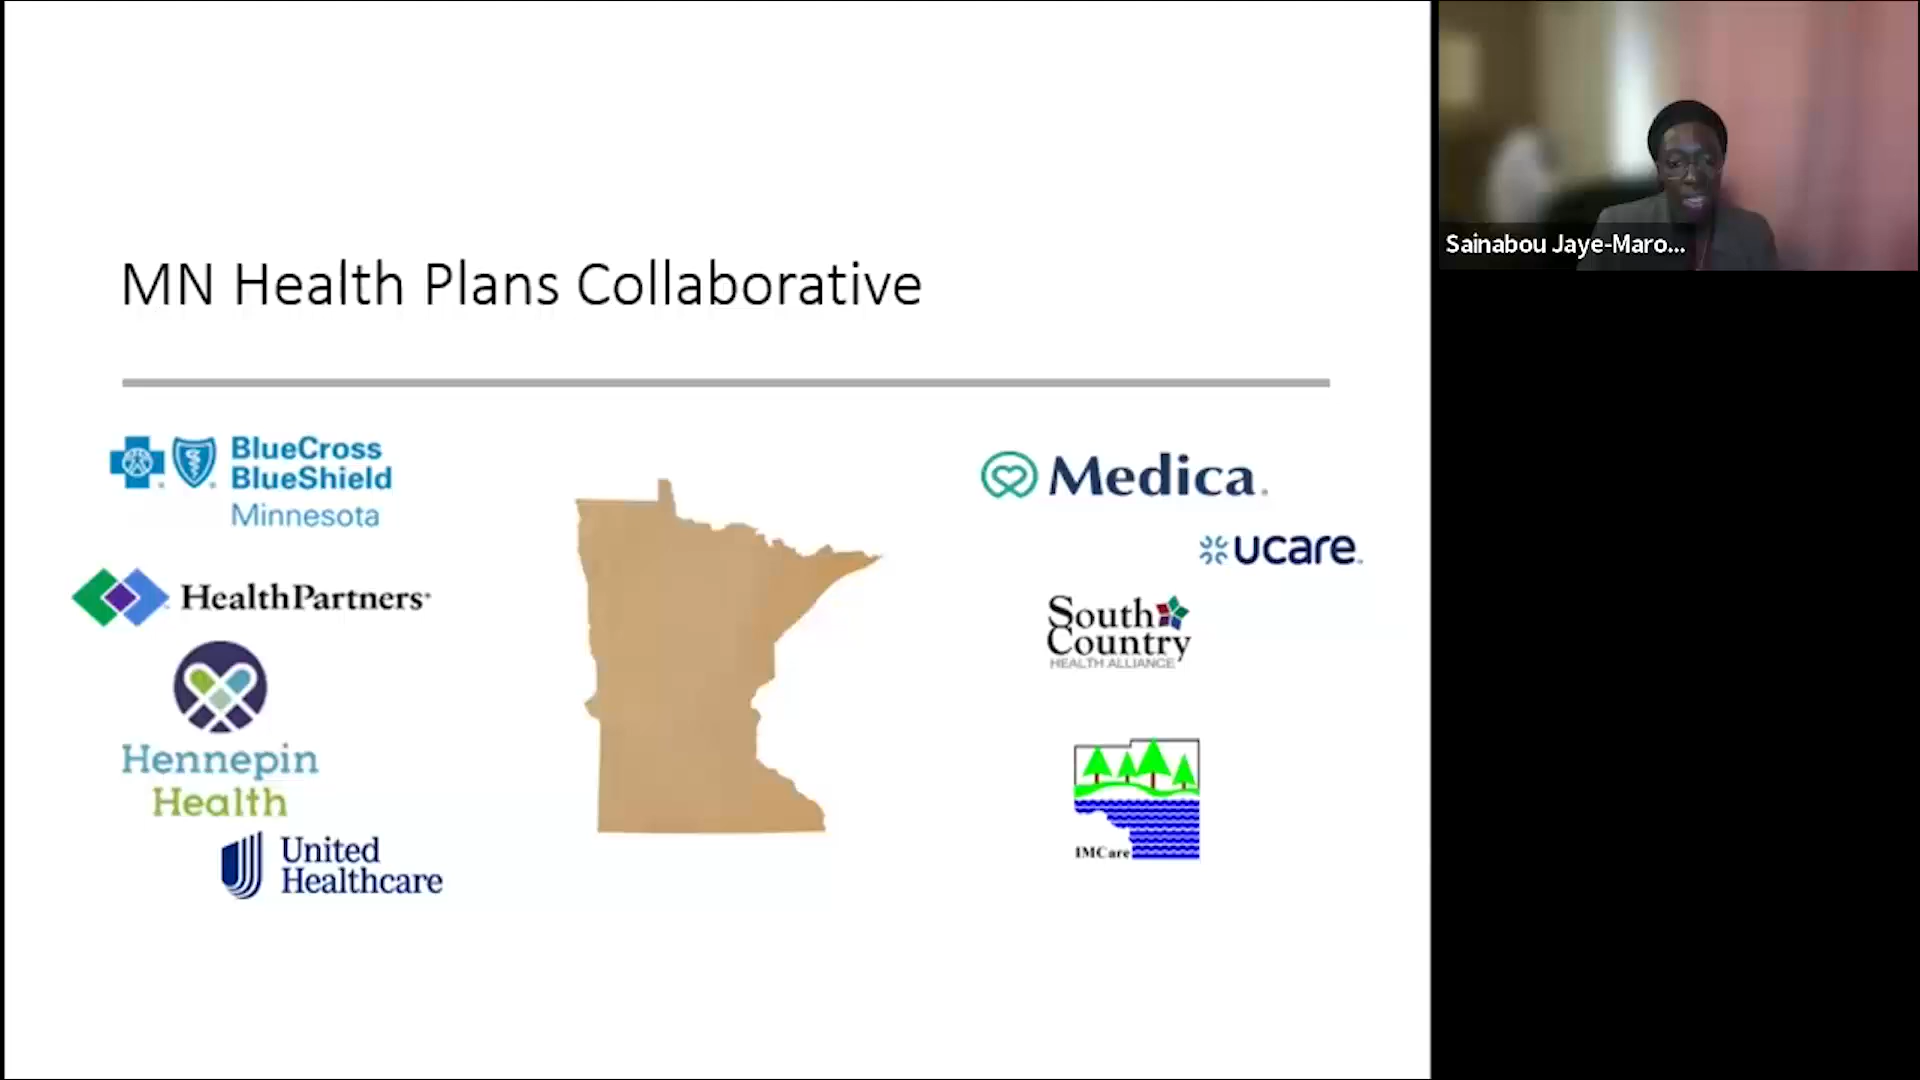 MN Health Plans Collaborative
BlueCross
BlueShield
Minnesota
HealthPartners
Hennepin
Health
United
Healthcare
Medica
ucare
South
Country
HEALTH ALLIANCE
IMCare
Sainabou Jaye-Maro...